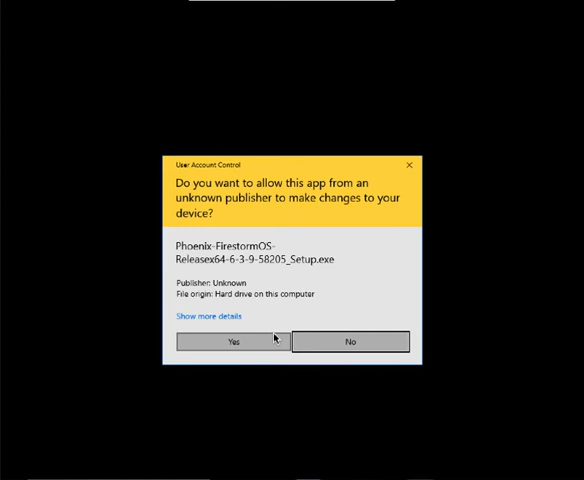 User Account Control
Do you want to allow this app from an
unknown publisher to make changes to your
device?
Phoenix-FirestormOS-
Releasex64-6-3-9-58205_Setup.exe
Publisher: Unknown
File origin: Hard drive on this computer
Show more details
Yes
No